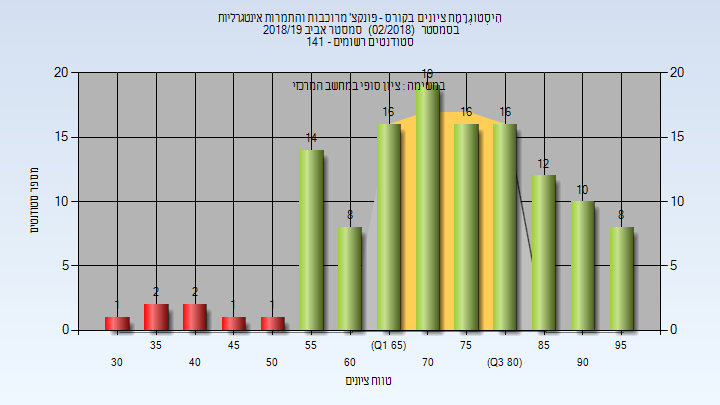 הִיסְטוֹגְרָמַת ציונים בקורס - פונקצ' מרוכבות והתמרות אינטגרליות
בסמסטר (02/2018) סמסטר אביב 2018/19
סטודנטים רשומים - 141
במשימה : ציון סופי במחשב המרכזי
20 20
15 15
10 10
5 5
0 0
1 2 2 1 1 14 8 16 19 16 16 12 10 8
מספר סטודנטים
35 45 55 (Q1 65) 75 85 95
30 40 50 60 70 (Q3 80) 90
טווח ציונים